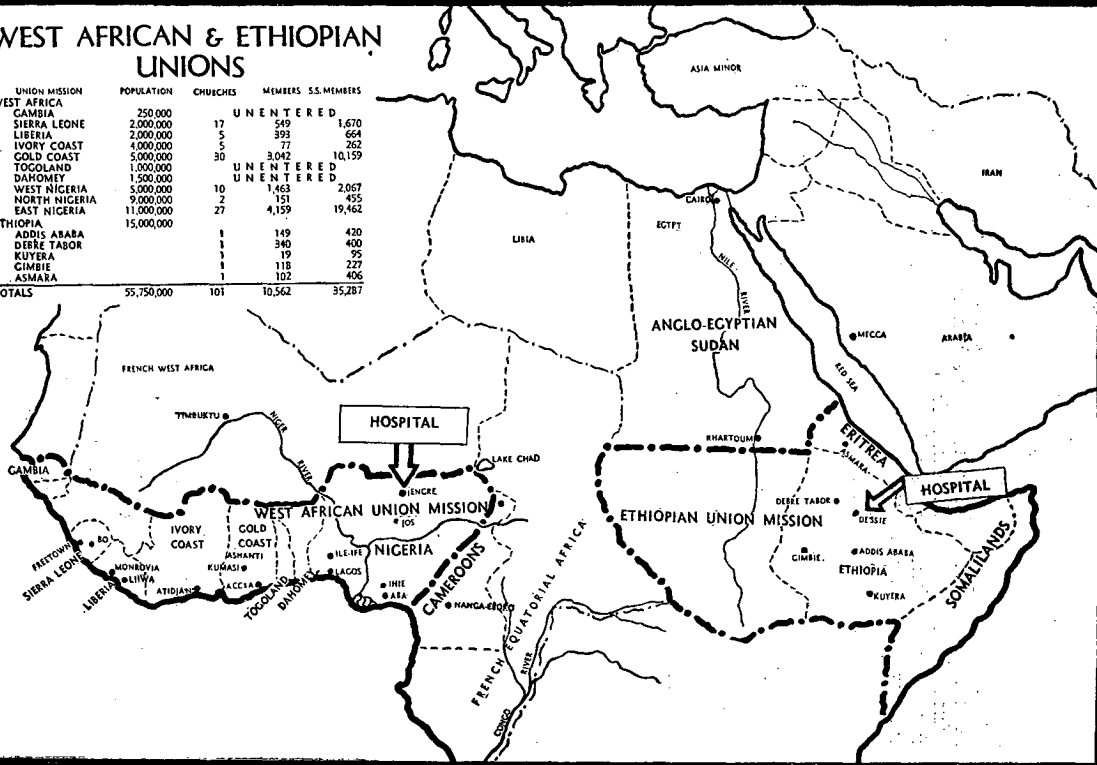 WEST AFRICAN & ETHIOPIAN
UNIONS
UNION MISSION POPULATION CHURCHES MEMBERS S.S. MEMBERS
WEST AFRICA
GAMBIA 250,000 UNENTERED
SIERRA LEONE 2,000,000 17 549 1,670
LIBERIA 2,000,000 5 393 664
IVORY COAST 4,000,000 5 77 262
GOLD COAST 5,000,000 30 3,042 10,159
TOGOLAND 1,000,000 UNENTERED
DAHOMEY 1,500,000 UNENTERED
WEST NIGERIA 5,000,000 10 1,463 2,067
NORTH NIGERIA 9,000,000 2 151 455
EAST NIGERIA 11,000,000 27 4,159 19,462
ETHIOPIA 15,000,000
ADDIS ABABA 1 149 420
DEBRE TABOR 1 340 400
KUYERA 1 19 95
GIMBIE 1 118 227
ASMARA 1 102 406
TOTALS 55,750,000 101 10,562 35,287
ASIA MINOR
IRAN
CAIRO
EGYPT
LIBIA
NILE
RIVER
ANGLO-EGYPTIAN
SUDAN
MECCA
ARABIA
RED SEA
FRENCH WEST AFRICA
TIMBUKTU
NIGER
RIVER
HOSPITAL
LAKE CHAD
KHARTOUM
ERITREA
ASMARA
GAMBIA
JENGRE
HOSPITAL
WEST AFRICAN UNION MISSION
JOS
ETHIOPIAN UNION MISSION
DEBRE TABOR
DESSIE
IVORY
COAST
GOLD
COAST
ASHANTI
KUMASI
NIGERIA
ILE-IFE
LAGOS
IHIE
ABA
GIMBIE
ADDIS ABABA
ETHIOPIA
KUYERA
SOMALILANDS
FREETOWN
BO
SIERRA LEONE
MONROVIA
LIIWA
LIBERIA
ATIDJAN
ACCSA
TOGOLAND
DAHOMEY
CAMEROONS
NANGA-EBOKO
FRENCH EQUATORIAL AFRICA
CONGO
RIVER